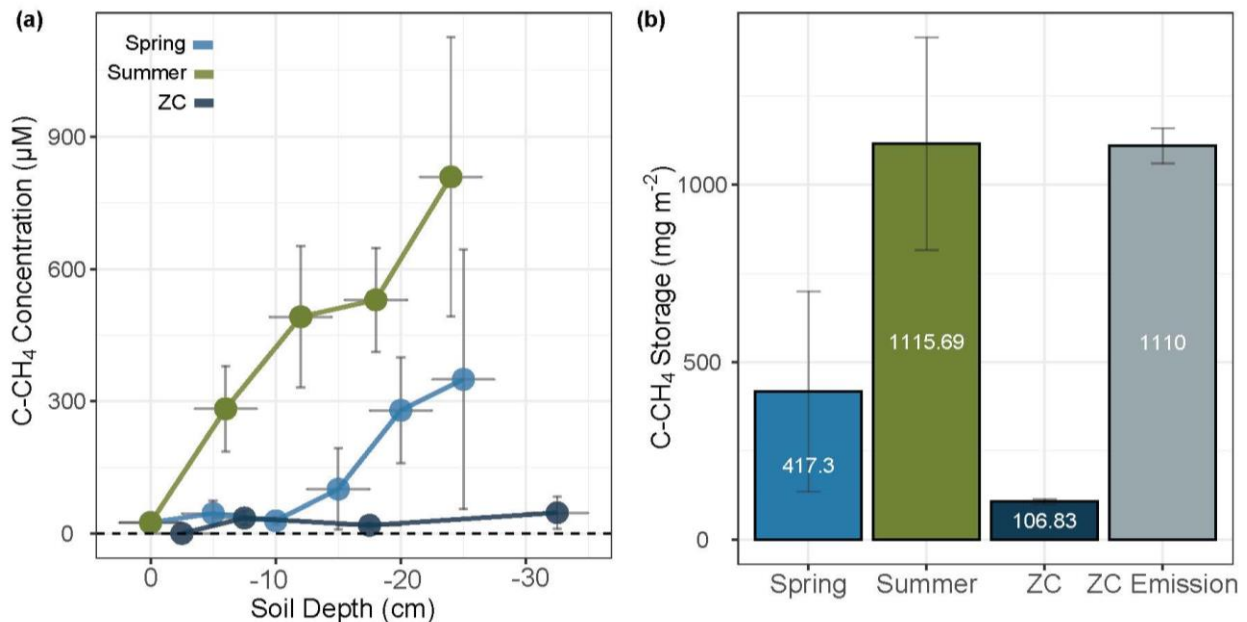 (a)
Spring
Summer
ZC
C-CH₄ Concentration (µM)
900
600
300
0
0
-10
-20
-30
Soil Depth (cm)
(b)
C-CH₄ Storage (mg m⁻²)
1000
500
0
417.3
1115.69
106.83
1110
Spring
Summer
ZC
ZC Emission